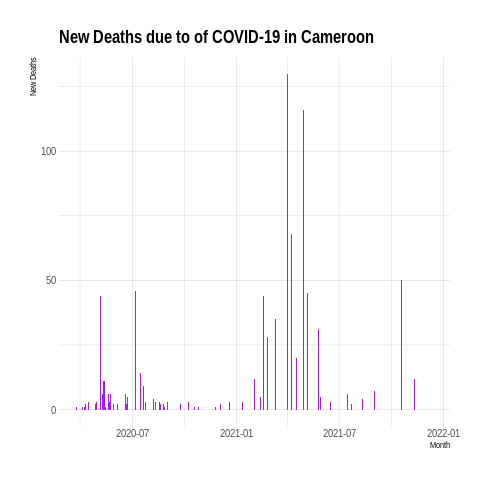 New Deaths due to of COVID-19 in Cameroon
New Deaths
100
50
0
2020-07 2021-01 2021-07 2022-01
Month